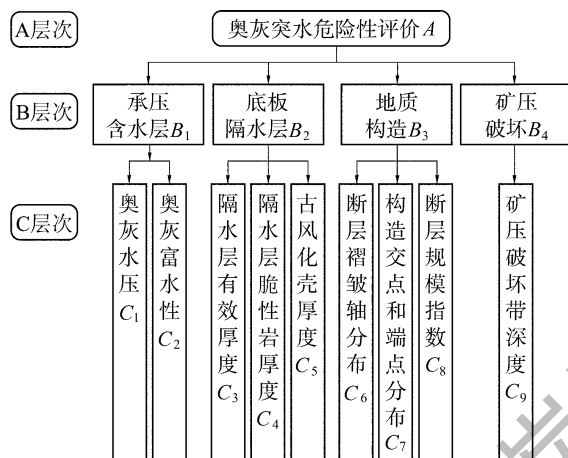 A层次
奥灰突水危险性评价A
B层次
承压
含水层B₁
底板
隔水层B₂
地质
构造B₃
矿压
破坏B₄
C层次
奥灰水压C₁
奥灰富水性C₂
隔水层有效厚度C₃
隔水层脆性岩厚度C₄
古风化壳厚度C₅
断层褶皱轴分布C₆
构造交点和端点分布C₇
断层规模指数C₈
矿压破坏带深度C₉